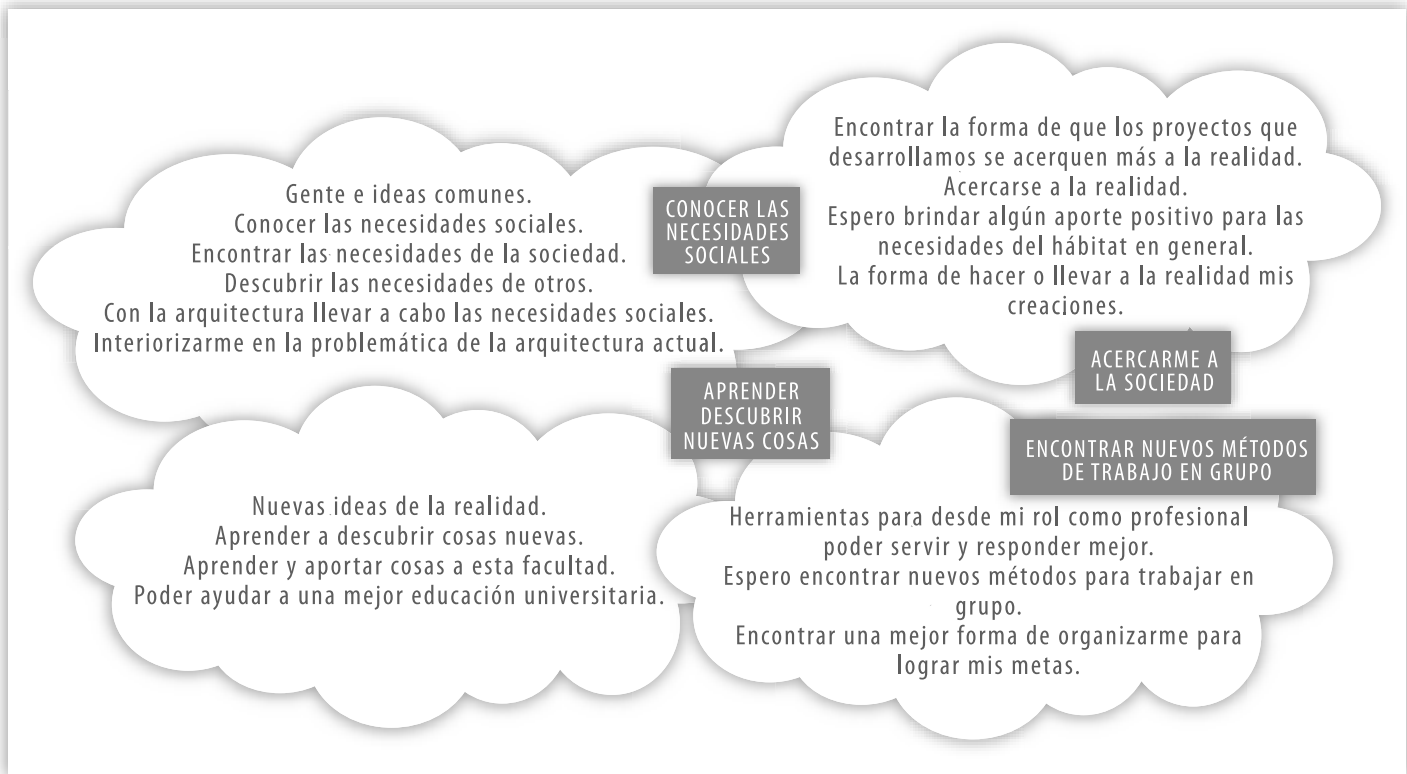 Gente e ideas comunes.
Conocer las necesidades sociales.
Encontrar las necesidades de la sociedad.
Descubrir las necesidades de otros.
Con la arquitectura llevar a cabo las necesidades sociales.
Interiorizarme en la problemática de la arquitectura actual.
CONOCER LAS
NECESIDADES
SOCIALES
Encontrar la forma de que los proyectos que
desarrollamos se acerquen más a la realidad.
Acercarse a la realidad.
Espero brindar algún aporte positivo para las
necesidades del hábitat en general.
La forma de hacer o llevar a la realidad mis
creaciones.
ACERCARME A
LA SOCIEDAD
APRENDER
DESCUBRIR
NUEVAS COSAS
Nuevas ideas de la realidad.
Aprender a descubrir cosas nuevas.
Aprender y aportar cosas a esta facultad.
Poder ayudar a una mejor educación universitaria.
ENCONTRAR NUEVOS MÉTODOS
DE TRABAJO EN GRUPO
Herramientas para desde mi rol como profesional
poder servir y responder mejor.
Espero encontrar nuevos métodos para trabajar en
grupo.
Encontrar una mejor forma de organizarme para
lograr mis metas.